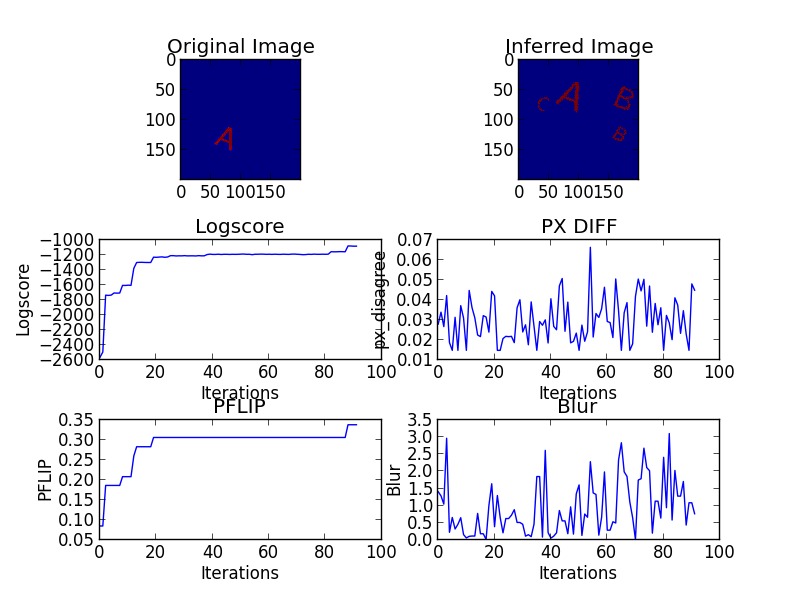 Original Image
Inferred Image
0
50
100
150
A
0 50 100 150
0
50
100
150
C A B
B
0 50 100 150
Logscore
PX DIFF
−1000
−1200
−1400
−1600
−1800
−2000
−2200
−2400
−2600
Logscore
0 20 40 60 80 100
Iterations
0.07
0.06
0.05
0.04
0.03
0.02
0.01
px_disagree
0 20 40 60 80 100
Iterations
PFLIP
Blur
0.35
0.30
0.25
0.20
0.15
0.10
0.05
PFLIP
0 20 40 60 80 100
Iterations
3.5
3.0
2.5
2.0
1.5
1.0
0.5
0.0
Blur
0 20 40 60 80 100
Iterations